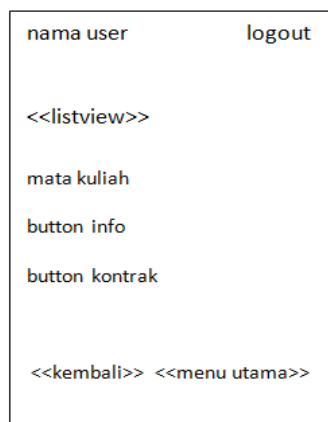 nama user logout
<<listview>>
mata kuliah
button info
button kontrak
<<kembali>> <<menu utama>>